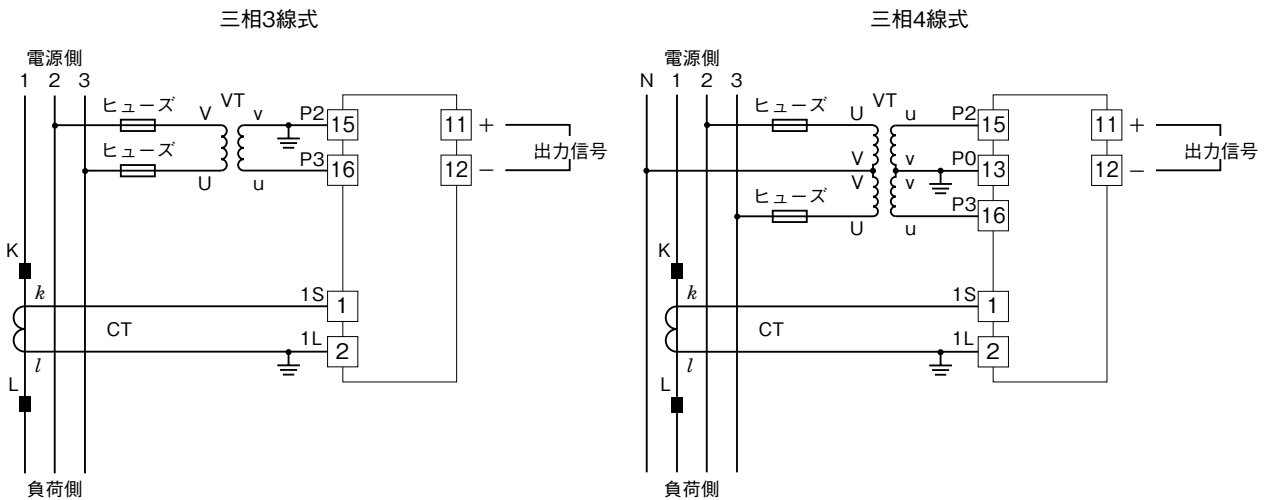 三相3線式
電源側
1 2 3
ヒューズ
V VT v
P2
15
11 +
出力信号
ヒューズ
U u
P3
16
12 −
K
k
1S
1
CT
1L
2
l
L
負荷側
三相4線式
電源側
N 1 2 3
ヒューズ
U VT u
P2
15
11 +
出力信号
V v
P0
13
12 −
V v
ヒューズ
U u
P3
16
K
k
1S
1
CT
1L
2
l
L
負荷側